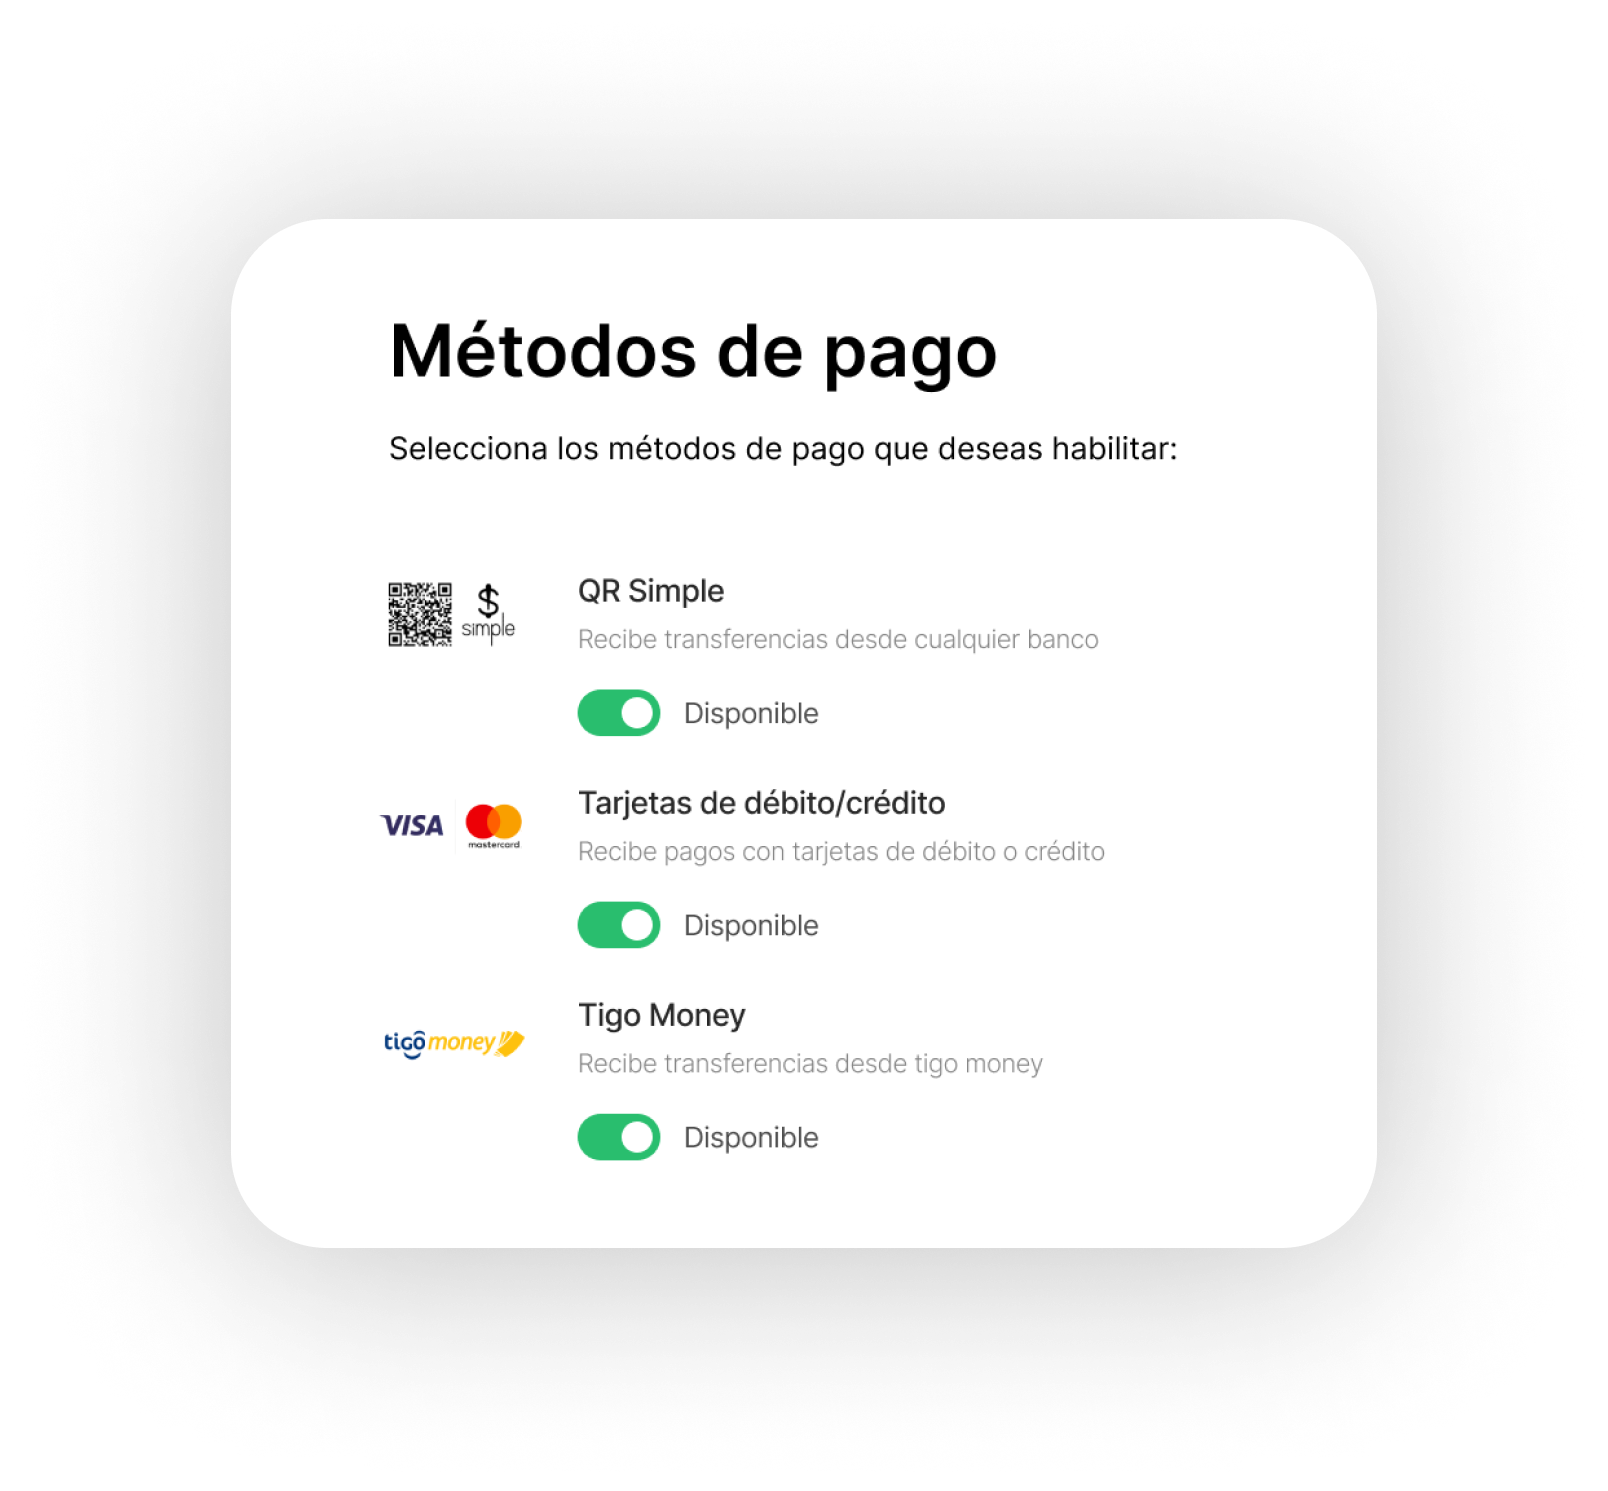 Métodos de pago
Selecciona los métodos de pago que deseas habilitar:
$
simple
QR Simple
Recibe transferencias desde cualquier banco
Disponible
VISA
mastercard
Tarjetas de débito/crédito
Recibe pagos con tarjetas de débito o crédito
Disponible
tigo money
Tigo Money
Recibe transferencias desde tigo money
Disponible